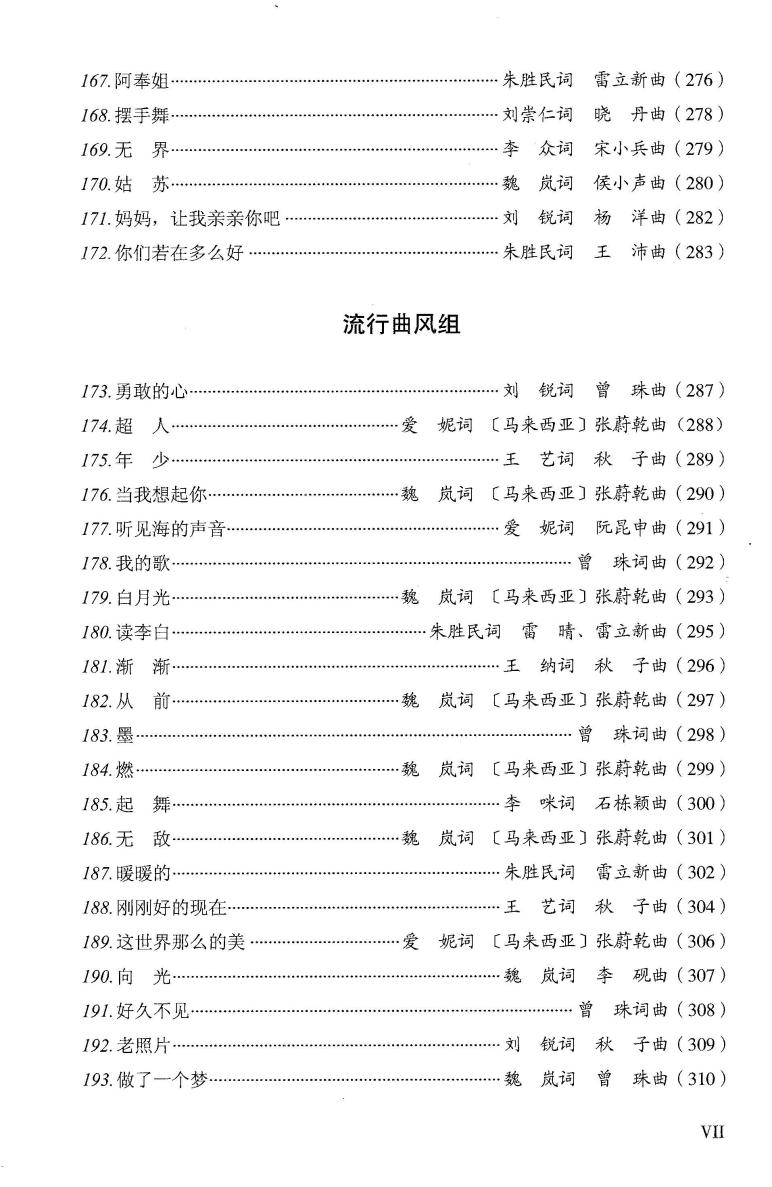 167.阿奉姐……朱胜民词　雷立新曲（276）
168.摆手舞……刘崇仁词　晓　丹曲（278）
169.无　界……李　众词　宋小兵曲（279）
170.姑　苏……魏　岚词　侯小声曲（280）
171.妈妈，让我亲亲你吧……刘　锐词　杨　洋曲（282）
172.你们若在多么好……朱胜民词　王　沛曲（283）
流行曲风组
173.勇敢的心……刘　锐词　曾　珠曲（287）
174.超　人……爱　妮词　〔马来西亚〕张蔚乾曲（288）
175.年　少……王　艺词　秋　子曲（289）
176.当我想起你……魏　岚词　〔马来西亚〕张蔚乾曲（290）
177.听见海的声音……爱　妮词　阮昆申曲（291）
178.我的歌……曾　珠词曲（292）
179.白月光……魏　岚词　〔马来西亚〕张蔚乾曲（293）
180.读李白……朱胜民词　雷　晴、雷立新曲（295）
181.渐　渐……王　纳词　秋　子曲（296）
182.从　前……魏　岚词　〔马来西亚〕张蔚乾曲（297）
183.墨……曾　珠词曲（298）
184.燃……魏　岚词　〔马来西亚〕张蔚乾曲（299）
185.起　舞……李　咪词　石栋颖曲（300）
186.无　敌……魏　岚词　〔马来西亚〕张蔚乾曲（301）
187.暖暖的……朱胜民词　雷立新曲（302）
188.刚刚好的现在……王　艺词　秋　子曲（304）
189.这世界那么的美……爱　妮词　〔马来西亚〕张蔚乾曲（306）
190.向　光……魏　岚词　李　砚曲（307）
191.好久不见……曾　珠词曲（308）
192.老照片……刘　锐词　秋　子曲（309）
193.做了一个梦……魏　岚词　曾　珠曲（310）
VII